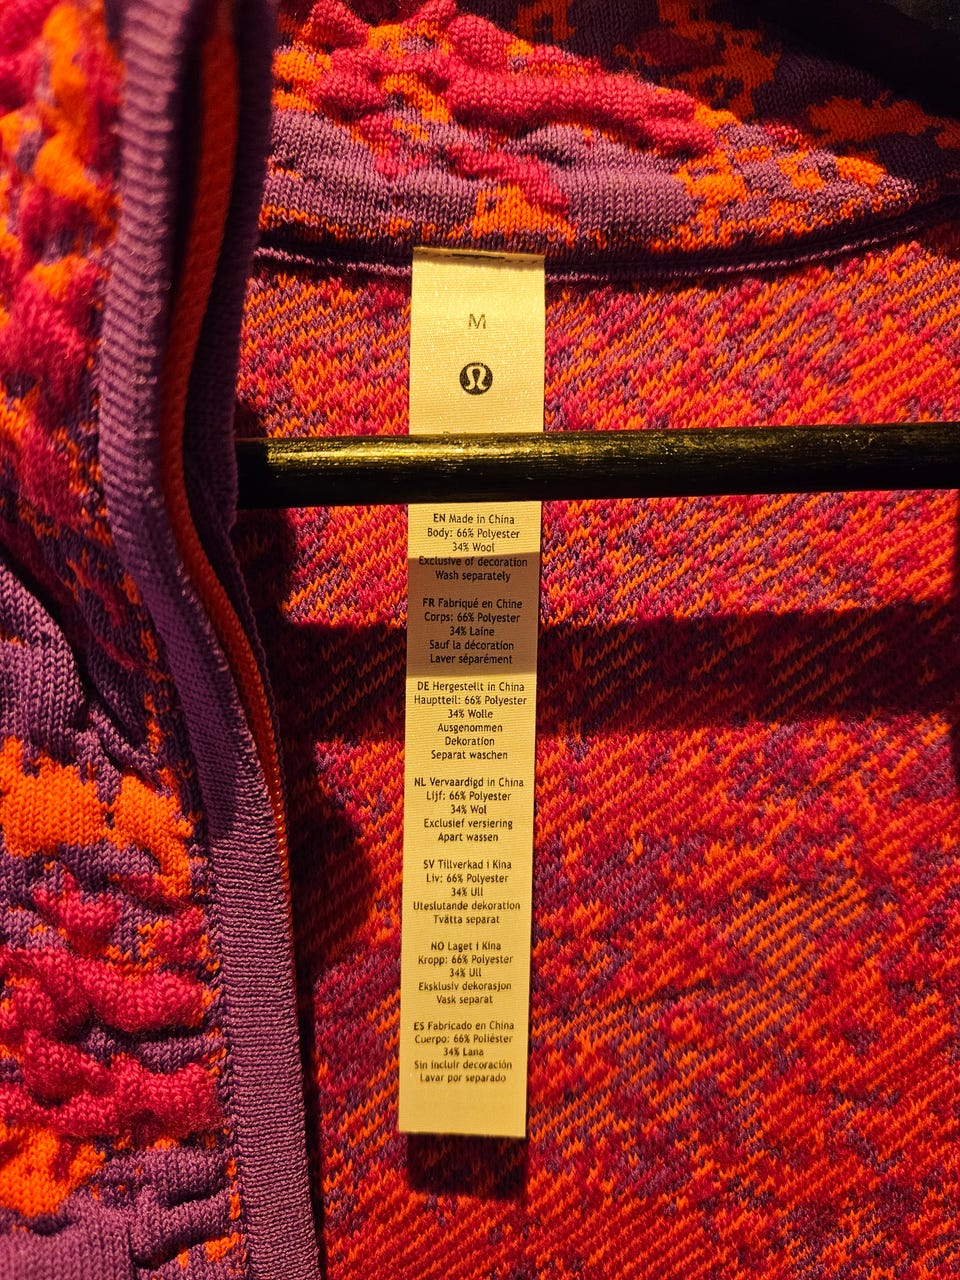 M
EN Made in China
Body: 66% Polyester
34% Wool
Exclusive of decoration
Wash separately
FR Fabriqué en Chine
Corps: 66% Polyester
34% Laine
Sauf la décoration
Laver séparément
DE Hergestellt in China
Hauptteil: 66% Polyester
34% Wolle
Ausgenommen
Dekoration
Separat waschen
NL Vervaardigd in China
Lijf: 66% Polyester
34% Wol
Exclusief versiering
Apart wassen
SV Tillverkad i Kina
Liv: 66% Polyester
34% Ull
Uteslutande dekoration
Tvätta separat
NO Laget i Kina
Kropp: 66% Polyester
34% Ull
Eksklusiv dekorasjon
Vask separat
ES Fabricado en China
Cuerpo: 66% Poliéster
34% Lana
Sin incluir decoración
Lavar por separado